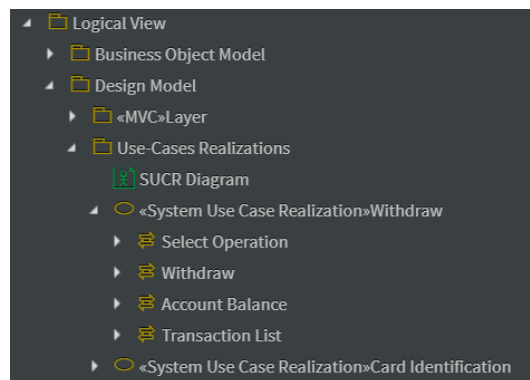 Logical View
Business Object Model
Design Model
«MVC»Layer
Use-Cases Realizations
SUCR Diagram
«System Use Case Realization»Withdraw
Select Operation
Withdraw
Account Balance
Transaction List
«System Use Case Realization»Card Identification